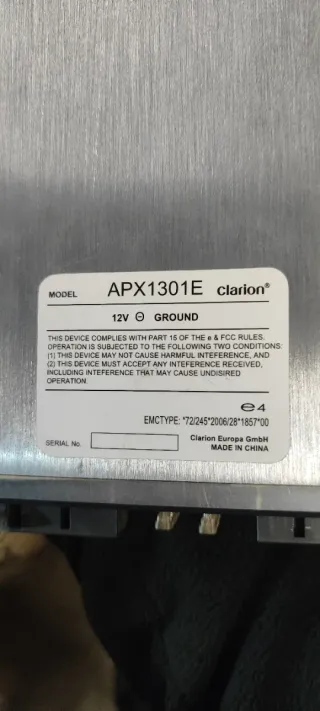 MODEL APX1301E clarion®
12V ⊖ GROUND
THIS DEVICE COMPLIES WITH PART 15 OF THE e & FCC RULES.
OPERATION IS SUBJECTED TO THE FOLLOWING TWO CONDITIONS:
(1) THIS DEVICE MAY NOT CAUSE HARMFUL INTEFERENCE, AND
(2) THIS DEVICE MUST ACCEPT ANY INTEFERENCE RECEIVED,
INCLUDING INTEFERENCE THAT MAY CAUSE UNDISIRED
OPERATION.
e4
EMCTYPE: *72/245*2006/28*1857*00
SERIAL No.
Clarion Europa GmbH
MADE IN CHINA